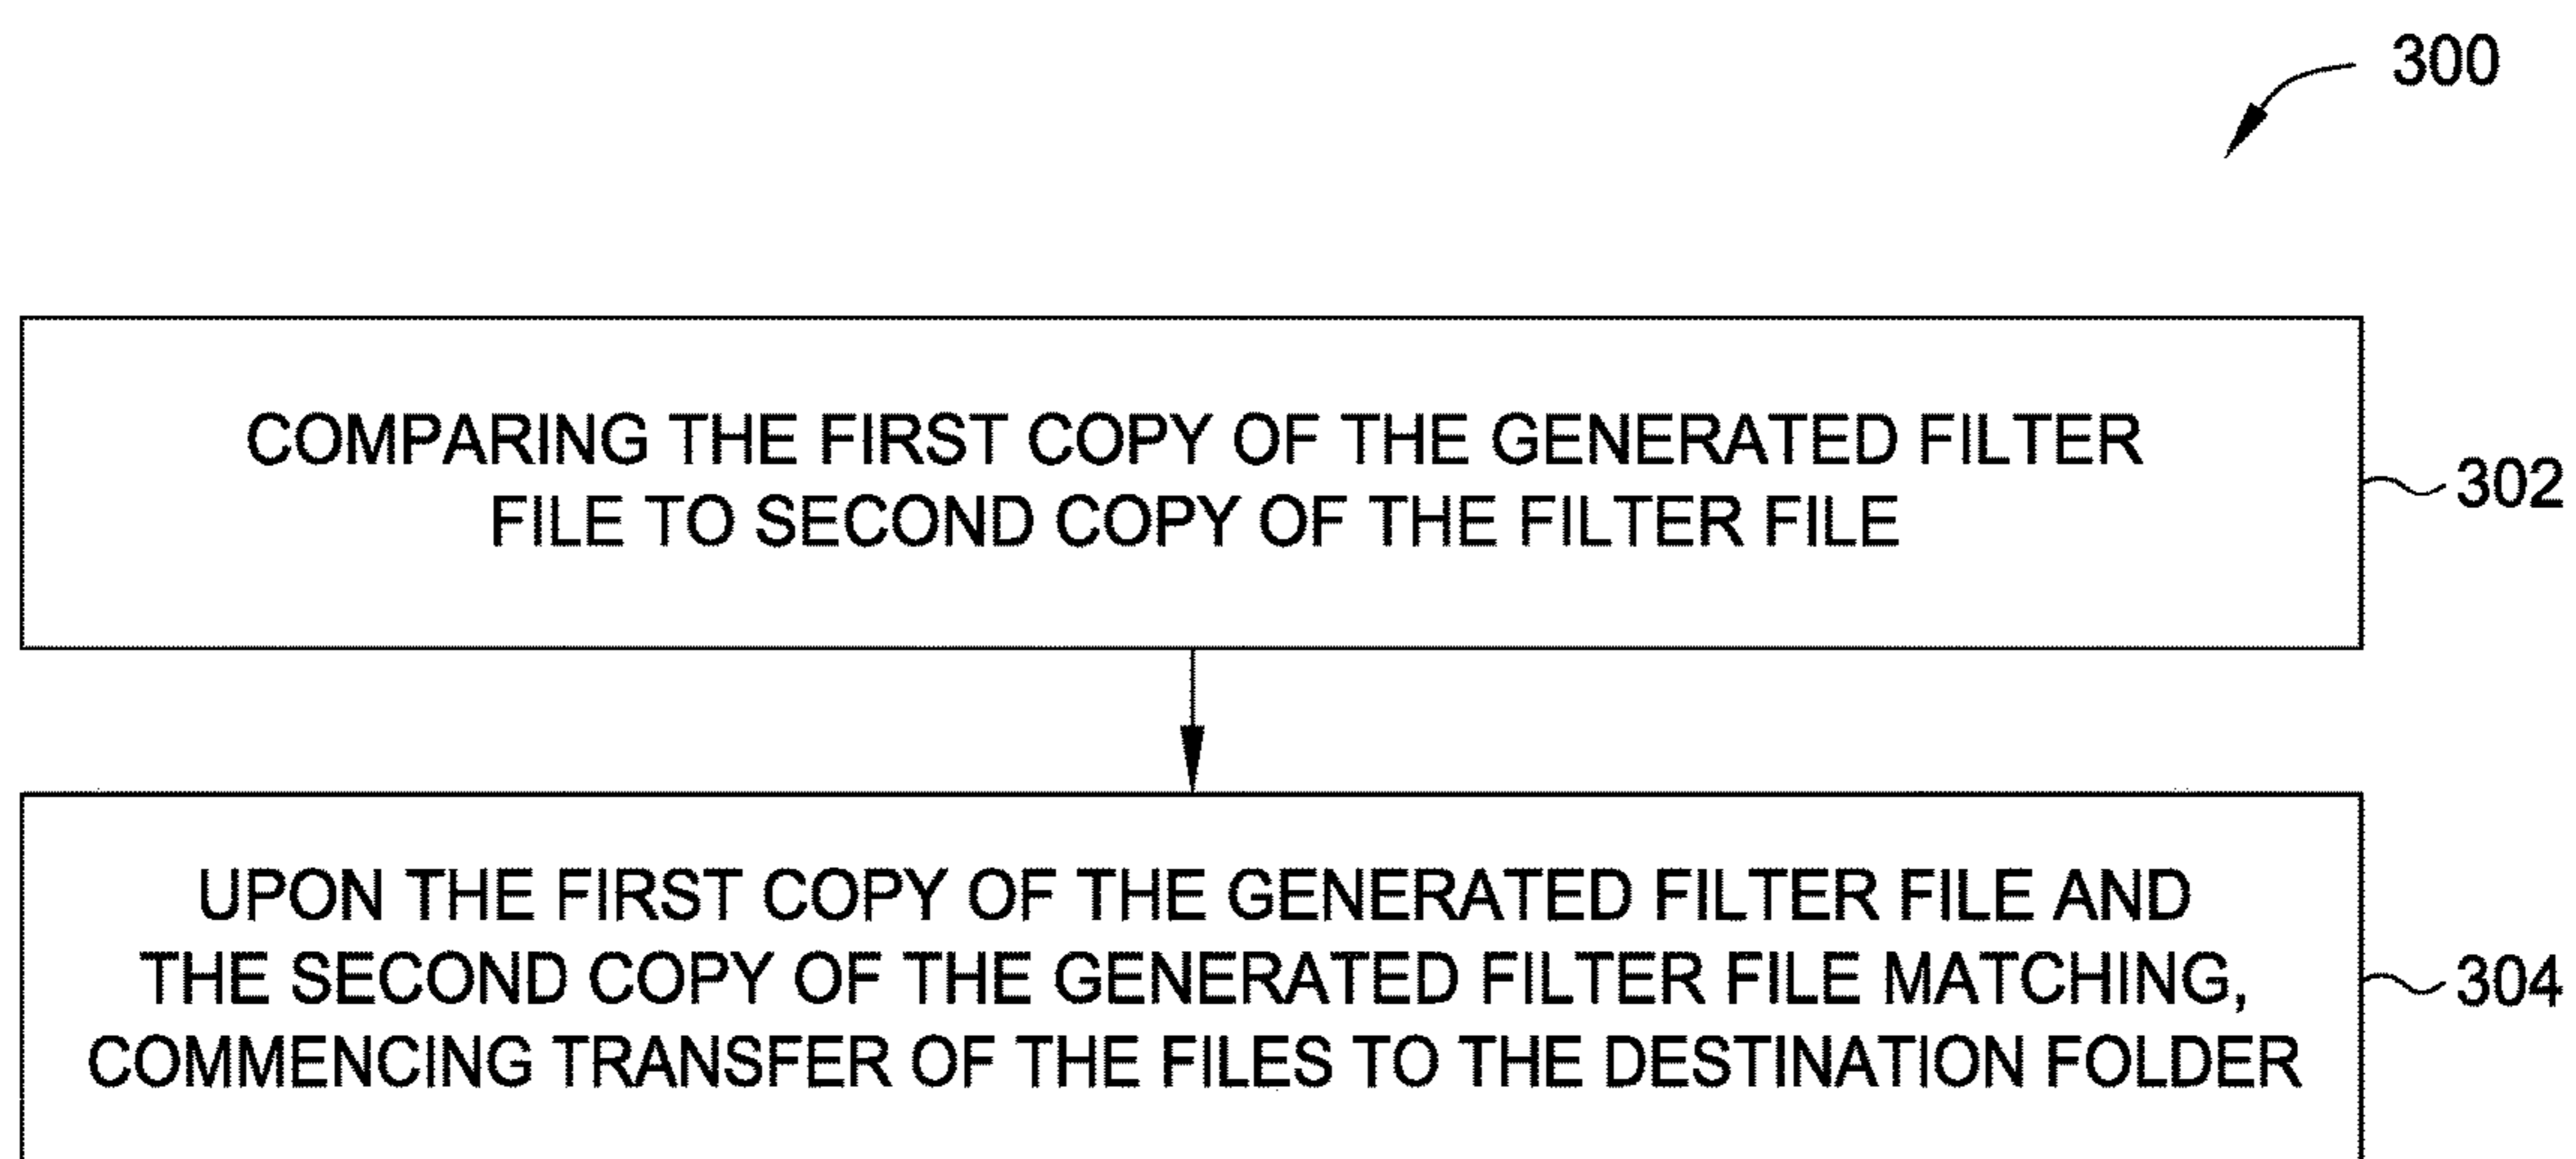 300
COMPARING THE FIRST COPY OF THE GENERATED FILTER
FILE TO SECOND COPY OF THE FILTER FILE
302
UPON THE FIRST COPY OF THE GENERATED FILTER FILE AND
THE SECOND COPY OF THE GENERATED FILTER FILE MATCHING,
COMMENCING TRANSFER OF THE FILES TO THE DESTINATION FOLDER
304